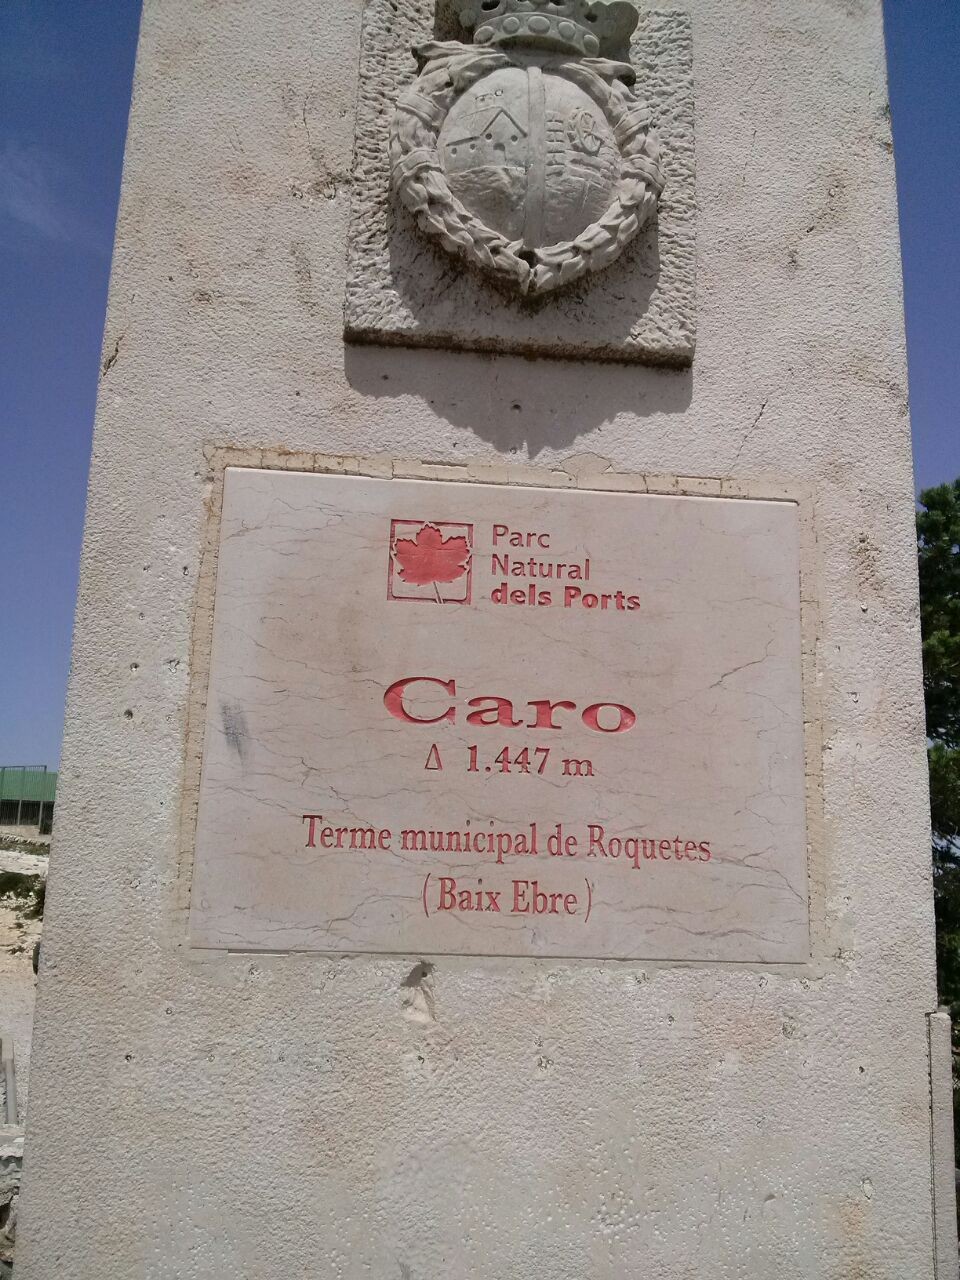 Parc
Natural
dels Ports
Caro
Δ 1.447 m
Terme municipal de Roquetes
(Baix Ebre)